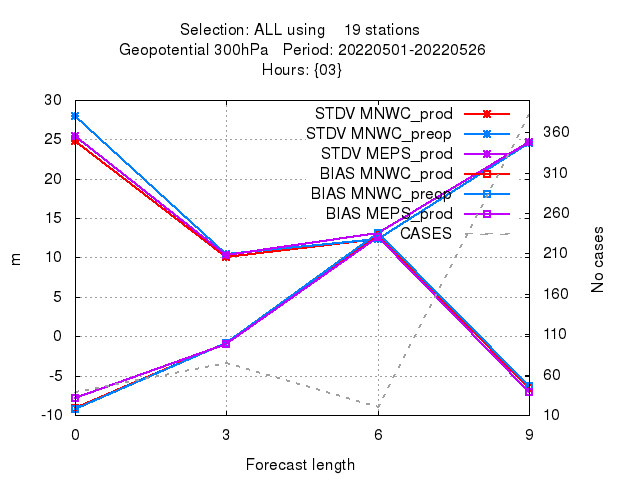 Selection: ALL using 19 stations
Geopotential 300hPa Period: 20220501-20220526
Hours: {03}
30
25
20
15
10
5
0
-5
-10
m
STDV MNWC_prod
STDV MNWC_preop
STDV MEPS_prod
BIAS MNWC_prod
BIAS MNWC_preop
BIAS MEPS_prod
CASES
360
310
260
210
160
110
60
10
No cases
0 3 6 9
Forecast length